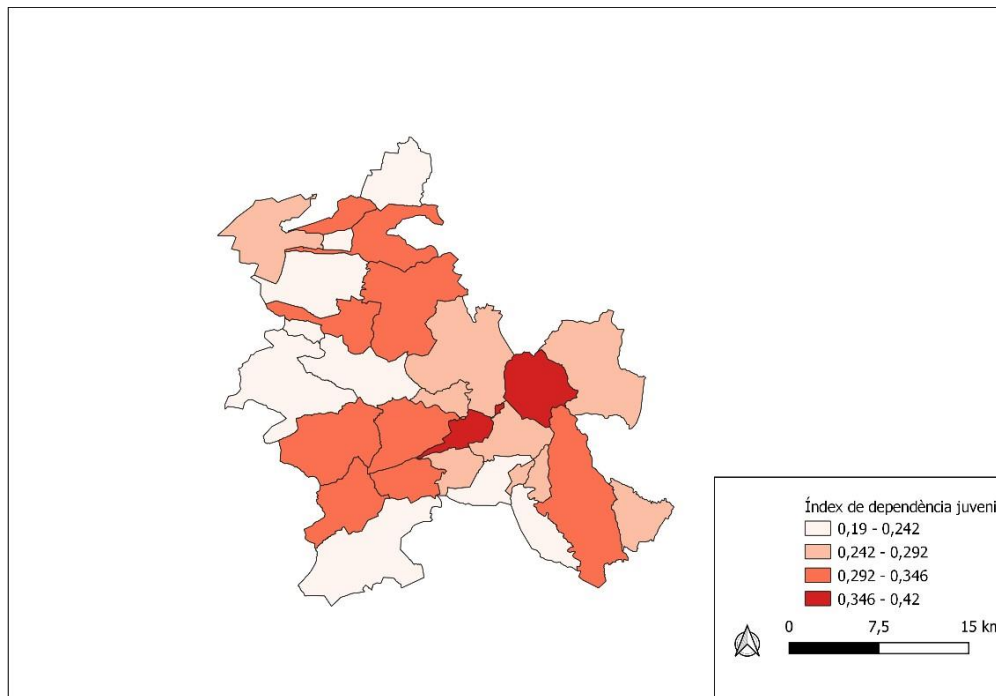 Índex de dependència juveni
0,19 - 0,242
0,242 - 0,292
0,292 - 0,346
0,346 - 0,42
0 7,5 15 km